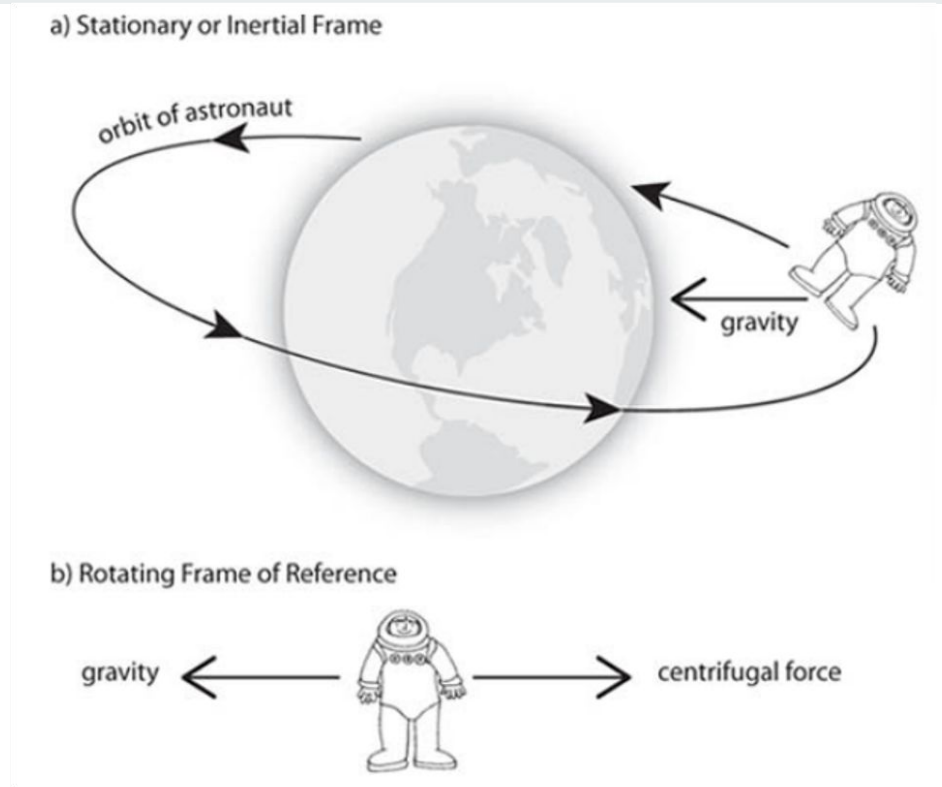 a) Stationary or Inertial Frame
orbit of astronaut
gravity
b) Rotating Frame of Reference
gravity
centrifugal force